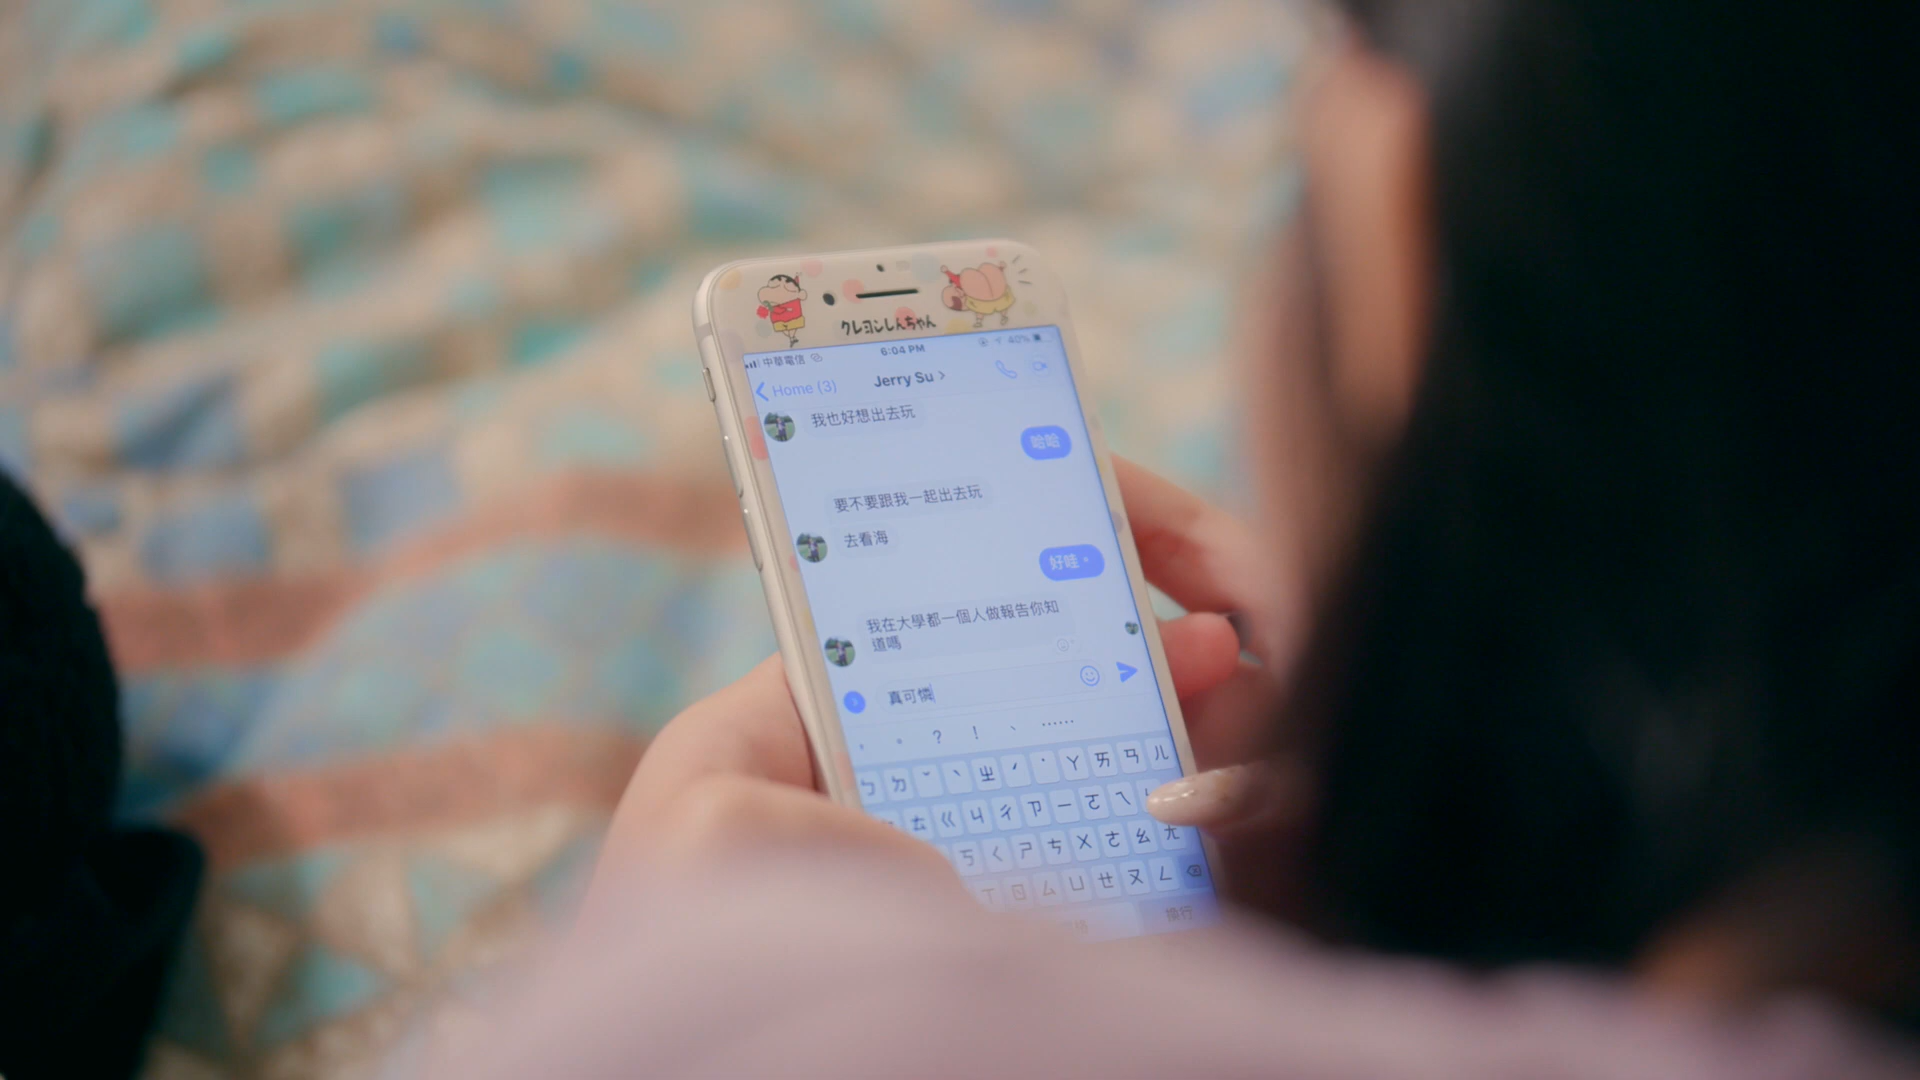 クレヨンしんちゃん
中華電信
6:04 PM
40%
Home (3)
Jerry Su
我也好想出去玩
哈哈
要不要跟我一起出去玩
去看海
好哇。
我在大學都一個人做報告你知
道嗎
真可憐
， 。 ? ! 、 ……
ㄅ ㄉ ˇ ˋ ㄓ ˊ ˙ ㄚ ㄞ ㄢ ㄦ
ㄊ ㄍ ㄐ ㄔ ㄗ ㄧ ㄛ ㄟ
ㄎ ㄑ ㄕ ㄘ ㄨ ㄜ ㄠ ㄤ
ㄒ ㄖ ㄙ ㄩ ㄝ ㄡ ㄥ
換行